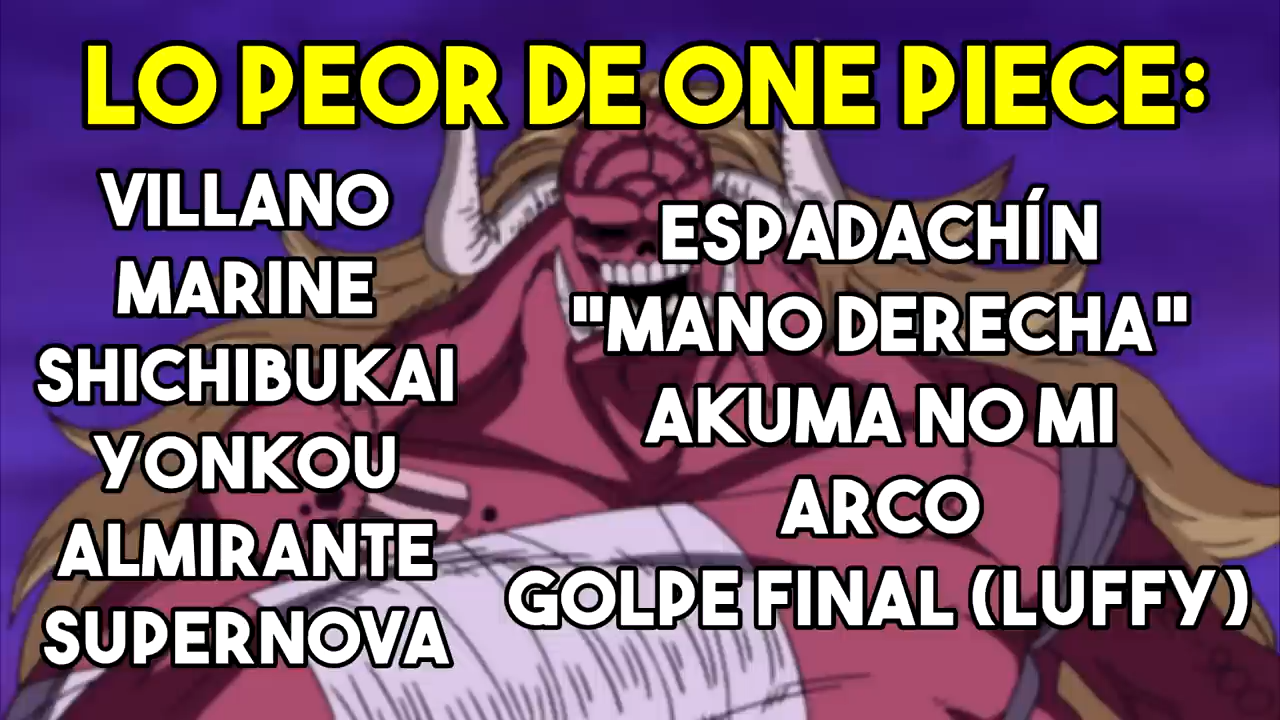 LO PEOR DE ONE PIECE:
VILLANO
MARINE
SHICHIBUKAI
YONKOU
ALMIRANTE
SUPERNOVA
ESPADACHÍN
"MANO DERECHA"
AKUMA NO MI
ARCO
GOLPE FINAL (LUFFY)